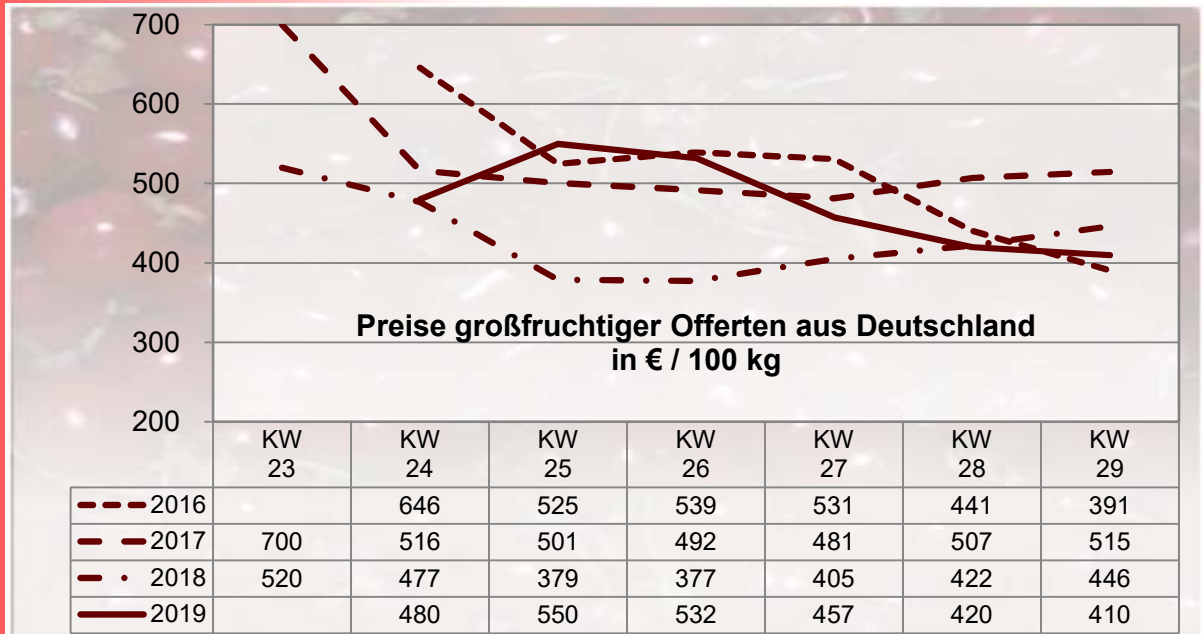 700
600
500
400
300
200
Preise großfruchtiger Offerten aus Deutschland
in € / 100 kg
KW KW KW KW KW KW KW
23 24 25 26 27 28 29
2016 646 525 539 531 441 391
2017 700 516 501 492 481 507 515
2018 520 477 379 377 405 422 446
2019 480 550 532 457 420 410